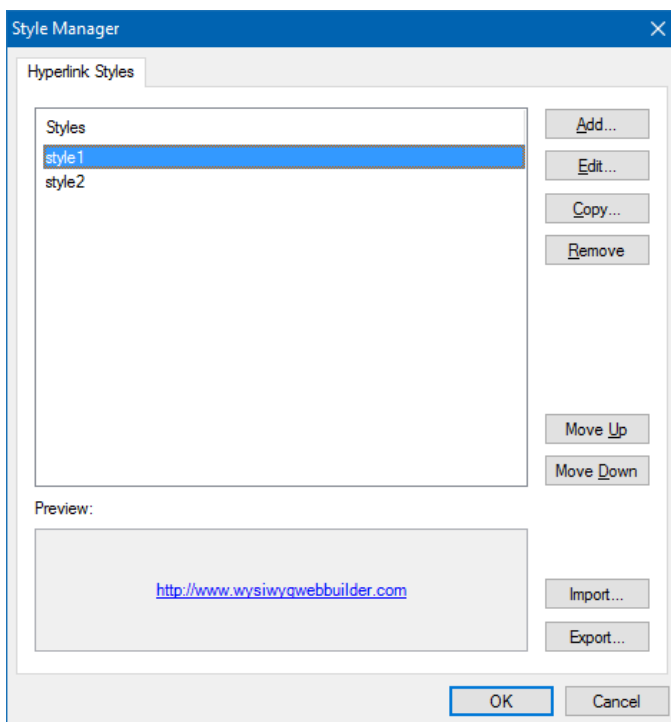 Style Manager
Hyperlink Styles
Styles
style1
style2
Add...
Edit...
Copy...
Remove
Move Up
Move Down
Preview:
http://www.wysiwygwebbuilder.com
Import...
Export...
OK
Cancel